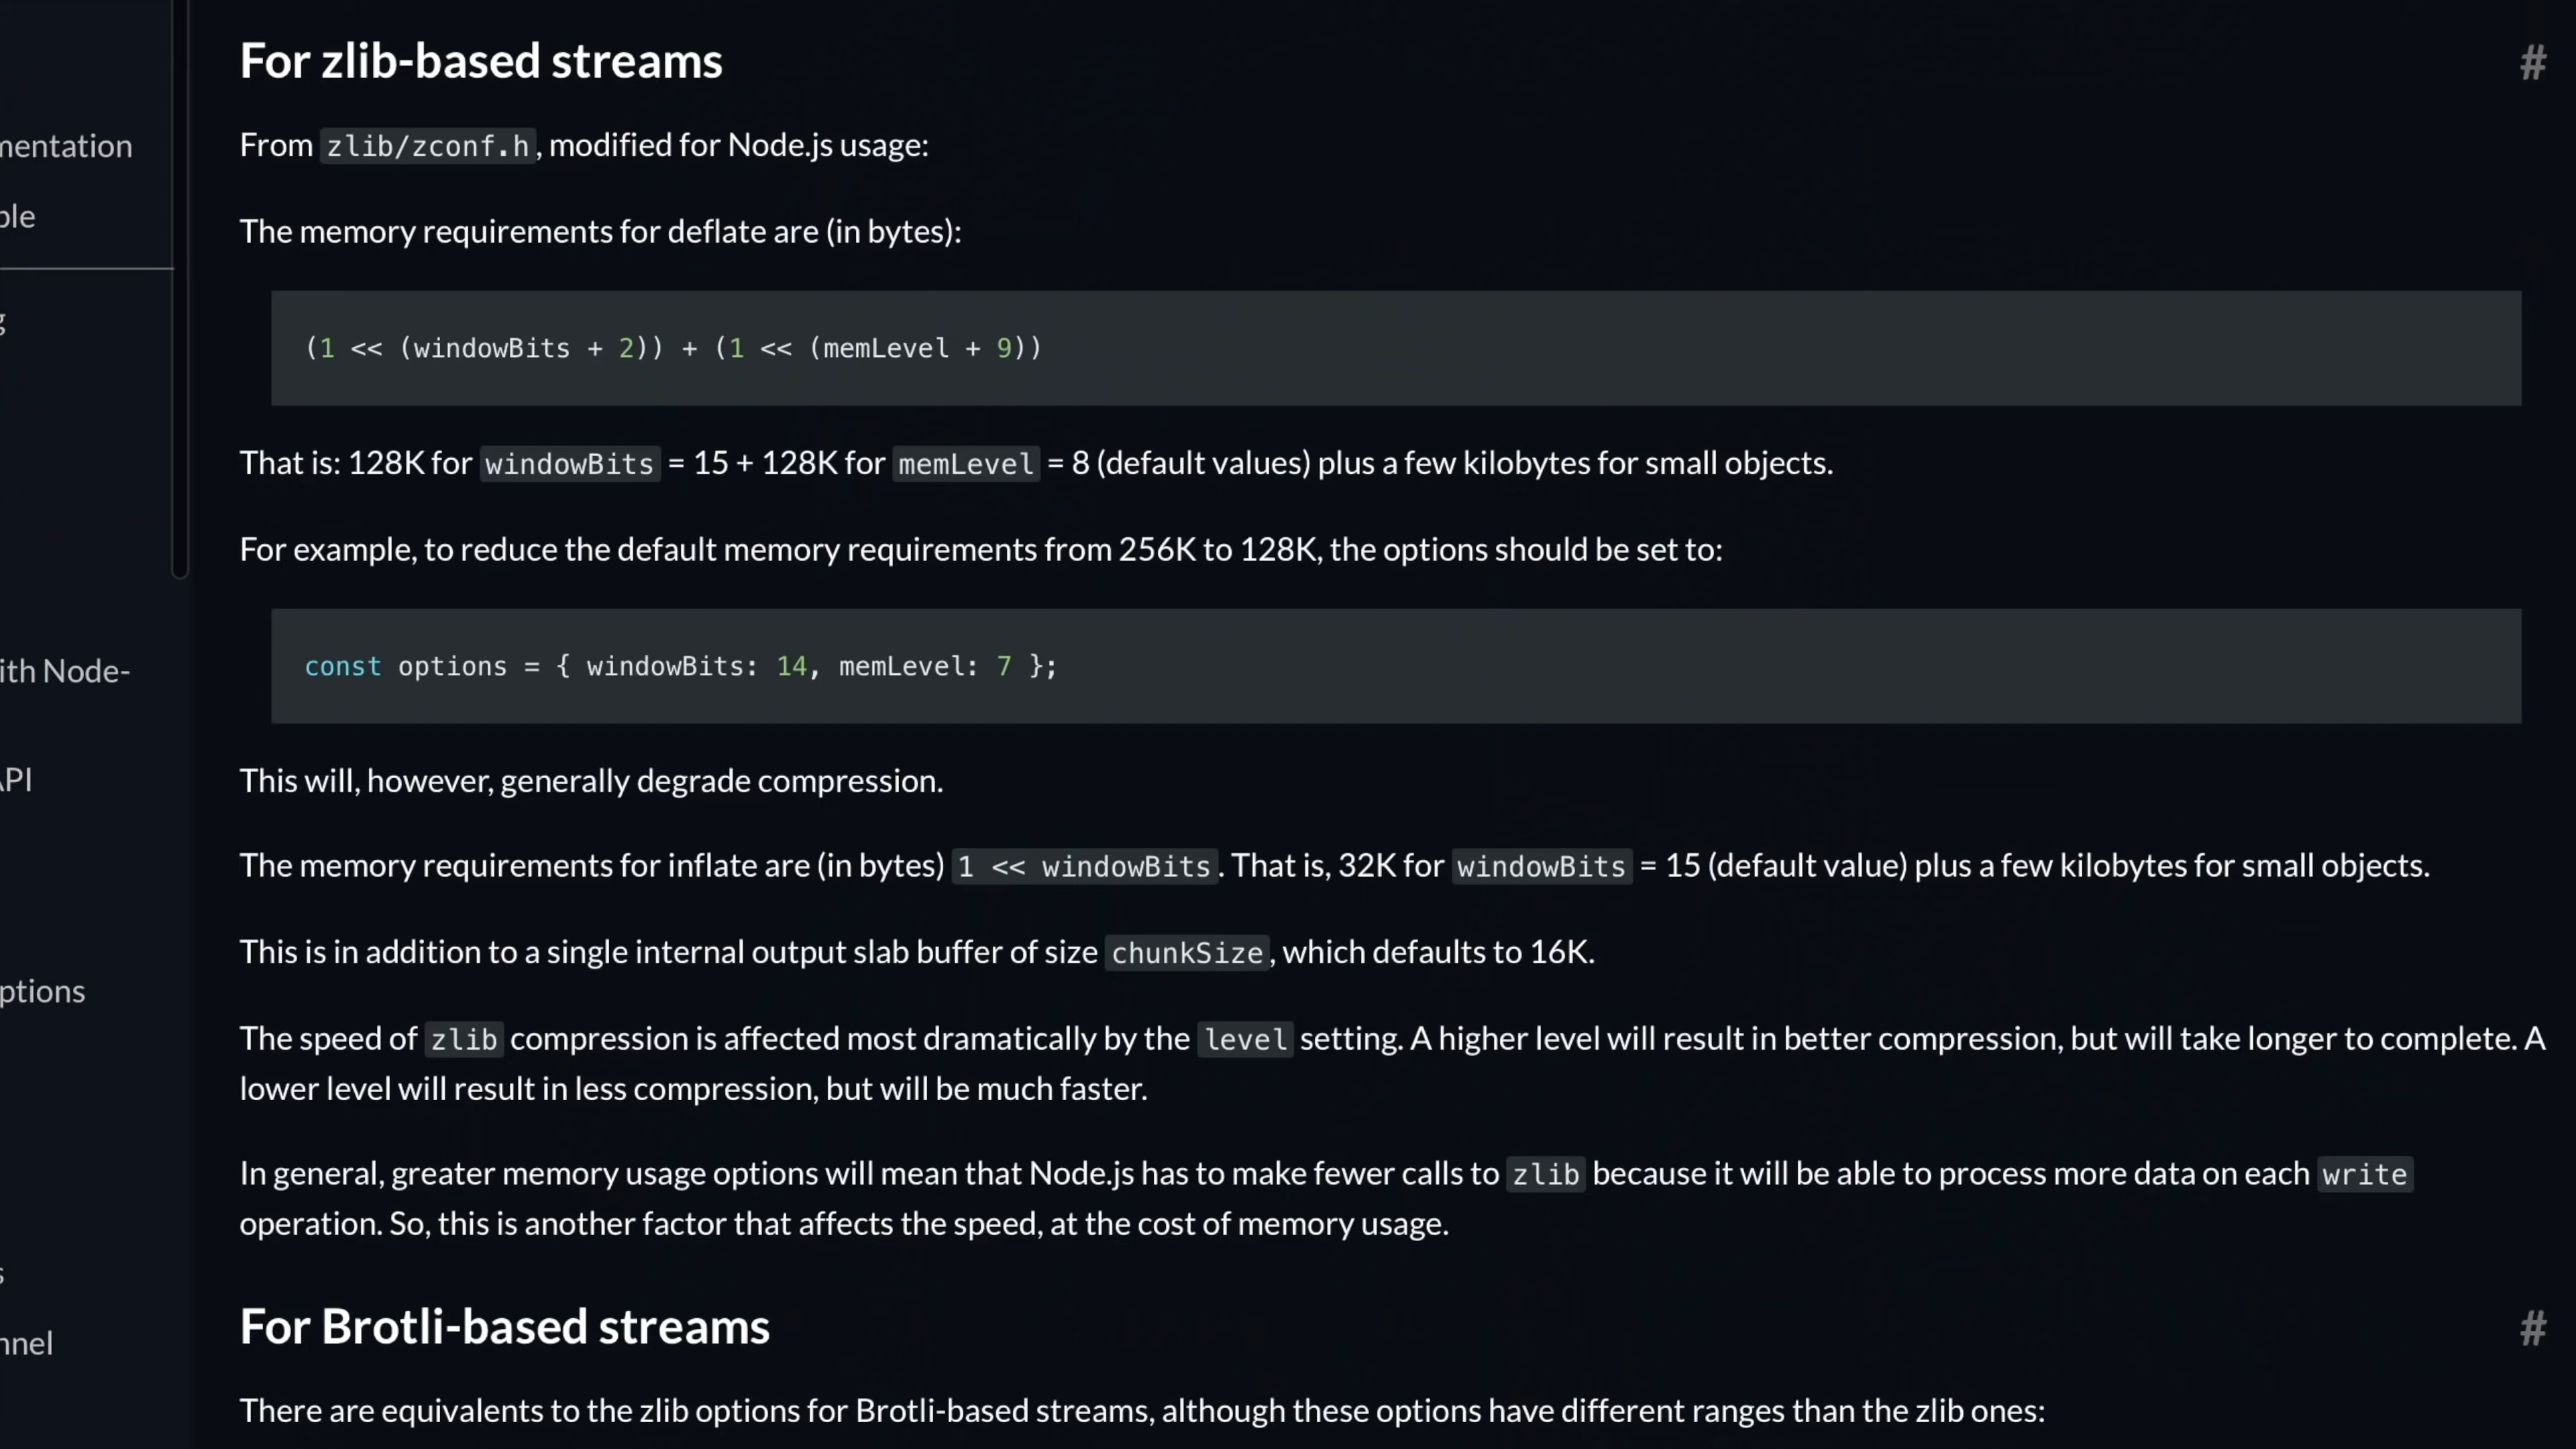 mentation
ple
g
ith Node-
API
ptions
s
nnel
For zlib-based streams
#
From zlib/zconf.h, modified for Node.js usage:
The memory requirements for deflate are (in bytes):
(1 << (windowBits + 2)) + (1 << (memLevel + 9))
That is: 128K for windowBits = 15 + 128K for memLevel = 8 (default values) plus a few kilobytes for small objects.
For example, to reduce the default memory requirements from 256K to 128K, the options should be set to:
const options = { windowBits: 14, memLevel: 7 };
This will, however, generally degrade compression.
The memory requirements for inflate are (in bytes) 1 << windowBits. That is, 32K for windowBits = 15 (default value) plus a few kilobytes for small objects.
This is in addition to a single internal output slab buffer of size chunkSize, which defaults to 16K.
The speed of zlib compression is affected most dramatically by the level setting. A higher level will result in better compression, but will take longer to complete. A
lower level will result in less compression, but will be much faster.
In general, greater memory usage options will mean that Node.js has to make fewer calls to zlib because it will be able to process more data on each write
operation. So, this is another factor that affects the speed, at the cost of memory usage.
For Brotli-based streams
#
There are equivalents to the zlib options for Brotli-based streams, although these options have different ranges than the zlib ones: